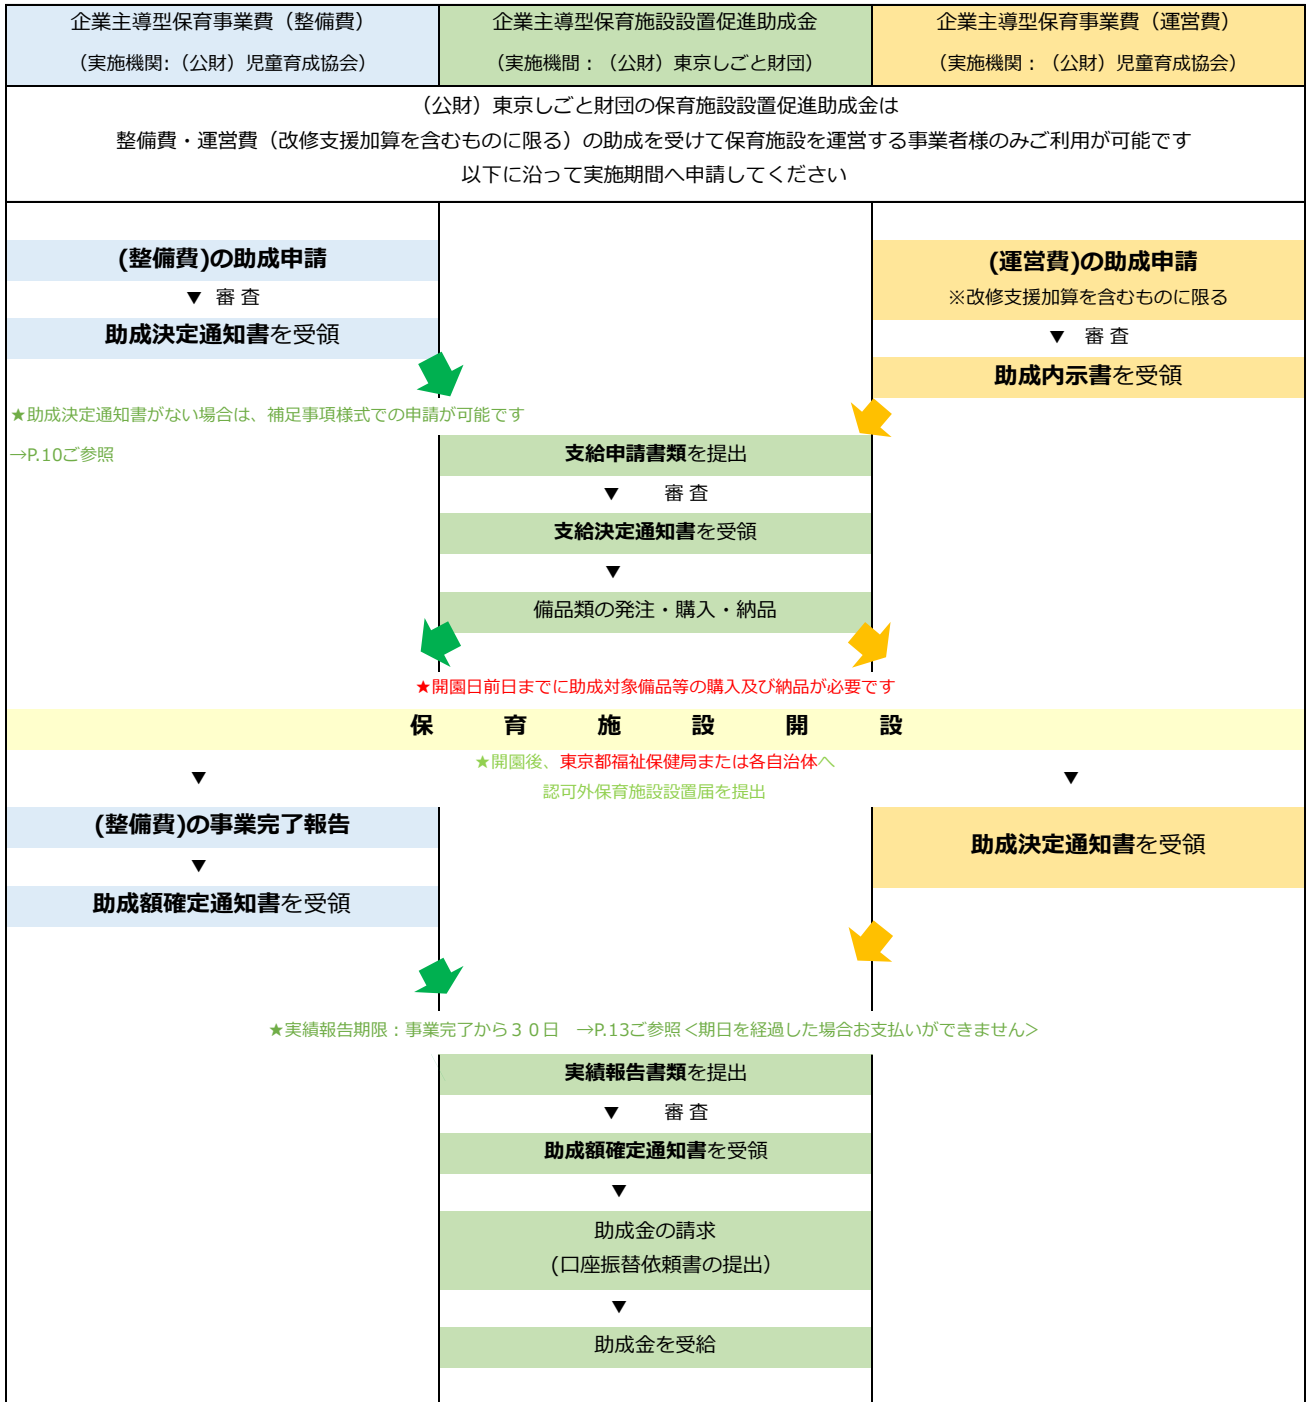 企業主導型保育事業費（整備費）
（実施機関:（公財）児童育成協会）
企業主導型保育施設設置促進助成金
（実施機間：（公財）東京しごと財団）
企業主導型保育事業費（運営費）
（実施機関：（公財）児童育成協会）
（公財）東京しごと財団の保育施設設置促進助成金は
整備費・運営費（改修支援加算を含むものに限る）の助成を受けて保育施設を運営する事業者様のみご利用が可能です
以下に沿って実施期間へ申請してください
(整備費)の助成申請
▼ 審 査
助成決定通知書を受領
(運営費)の助成申請
※改修支援加算を含むものに限る
▼ 審 査
助成内示書を受領
★助成決定通知書がない場合は、補足事項様式での申請が可能です
→P.10ご参照
支給申請書類を提出
▼ 審 査
支給決定通知書を受領
▼
備品類の発注・購入・納品
★開園日前日までに助成対象備品等の購入及び納品が必要です
保 育 施 設 開 設
★開園後、東京都福祉保健局または各自治体へ
認可外保育施設設置届を提出
▼
▼
(整備費)の事業完了報告
▼
助成額確定通知書を受領
助成決定通知書を受領
★実績報告期限：事業完了から３０日 →P.13ご参照＜期日を経過した場合お支払いができません＞
実績報告書類を提出
▼ 審 査
助成額確定通知書を受領
▼
助成金の請求
(口座振替依頼書の提出）
▼
助成金を受給